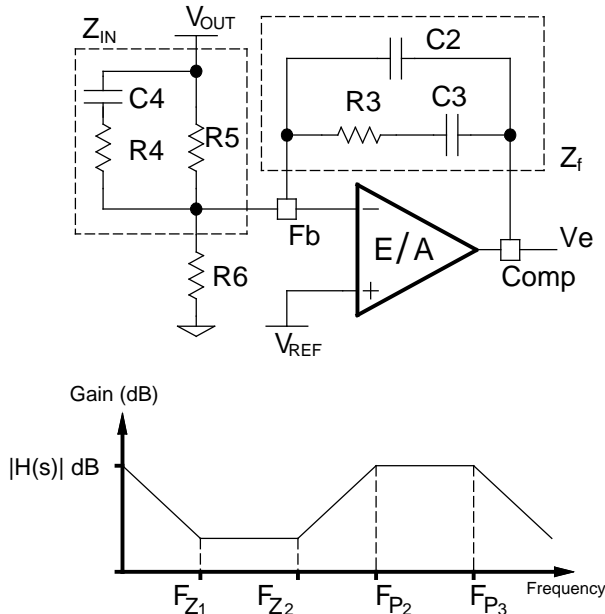 V_OUT
Z_IN
C2
C4
R3
C3
R4
R5
Z_f
Fb
E/A
Ve
R6
Comp
V_REF
Gain (dB)
|H(s)| dB
F_Z1
F_Z2
F_P2
F_P3
Frequency